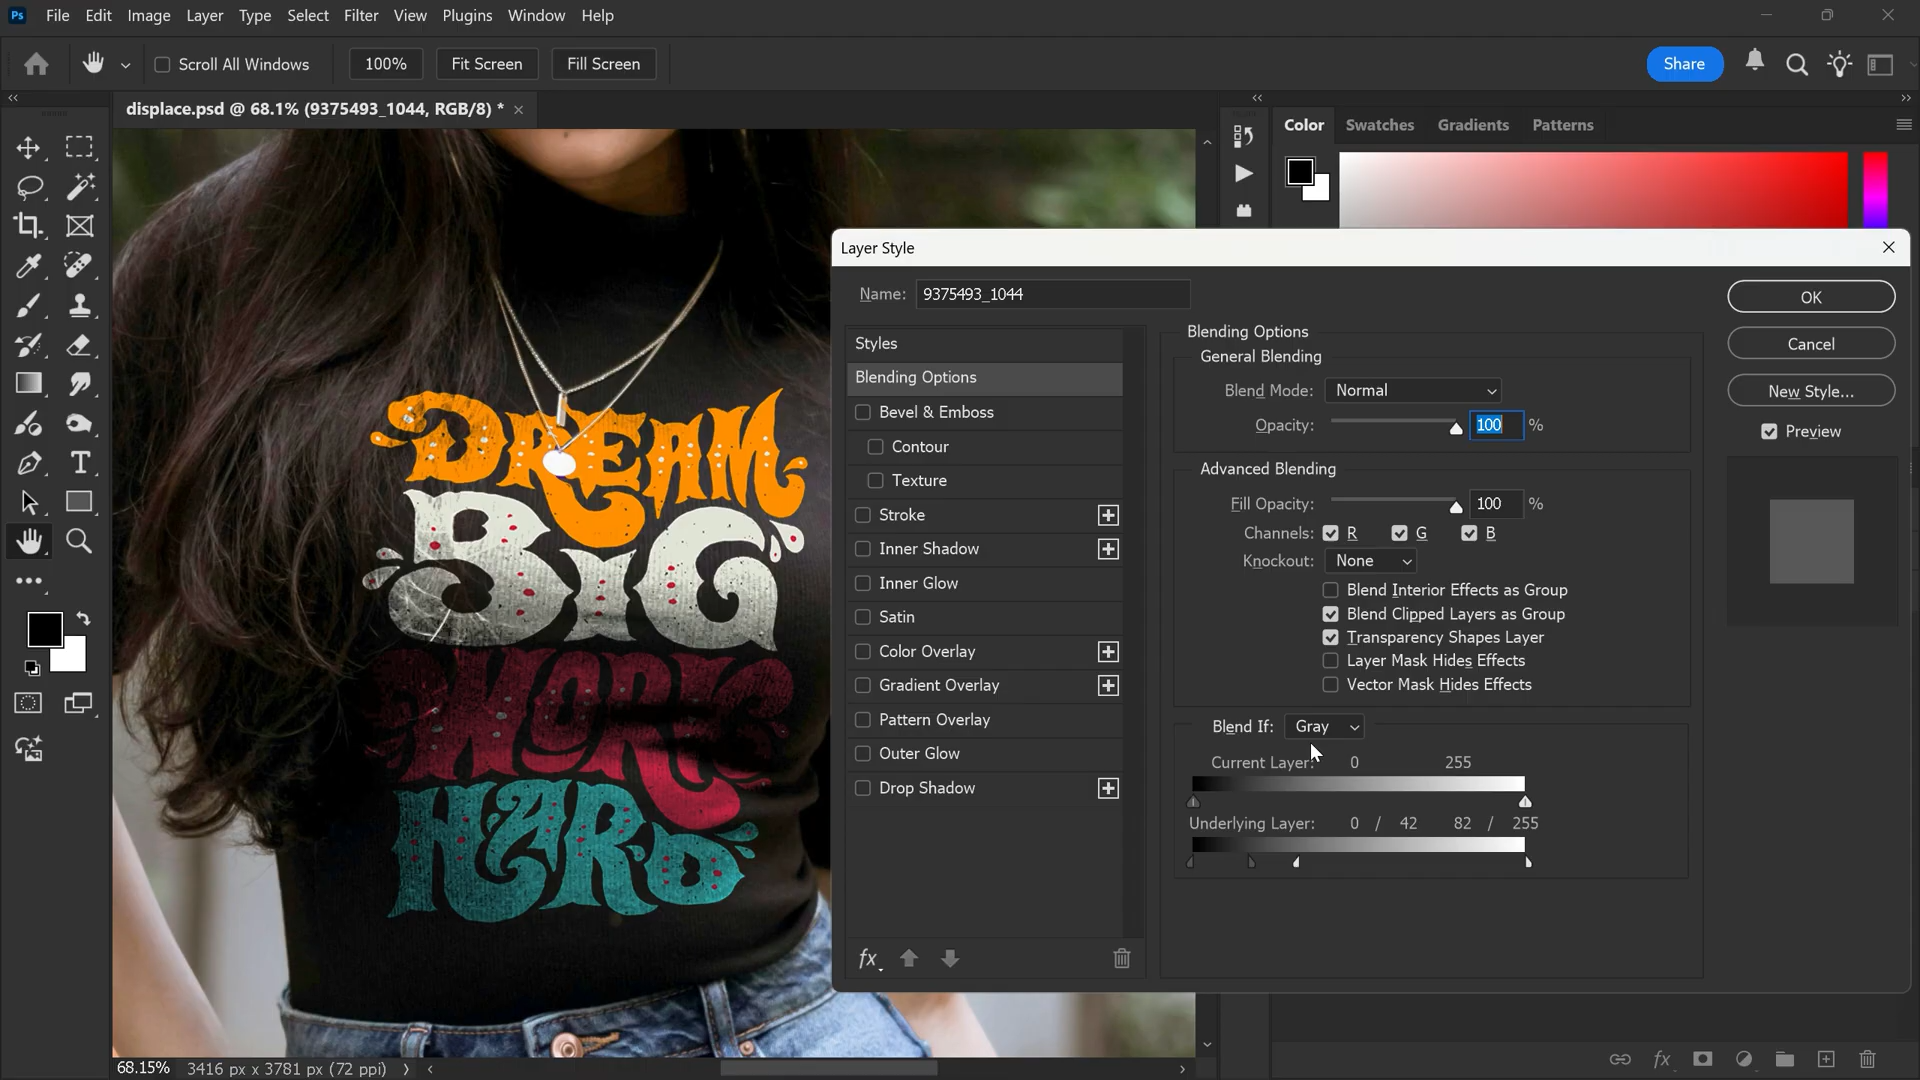 Ps File Edit Image Layer Type Select Filter View Plugins Window Help
Scroll All Windows 100% Fit Screen Fill Screen Share
displace.psd @ 68.1% (9375493_1044, RGB/8) *
Color Swatches Gradients Patterns
Layer Style
Name: 9375493_1044
OK
Styles
Blending Options
General Blending
Cancel
Blending Options
Blend Mode: Normal
New Style...
Bevel & Emboss
Opacity: 100 %
Preview
Contour
Advanced Blending
Texture
Fill Opacity: 100 %
Stroke
Channels: R G B
Inner Shadow
Knockout: None
Inner Glow
Blend Interior Effects as Group
Satin
Blend Clipped Layers as Group
Transparency Shapes Layer
Color Overlay
Layer Mask Hides Effects
Gradient Overlay
Vector Mask Hides Effects
Pattern Overlay
Blend If: Gray
Outer Glow
Current Layer: 0 255
Drop Shadow
Underlying Layer: 0 / 42 82 / 255
fx
fx
DREAM
BIG
WORK
HARD
T
68.15% 3416 px x 3781 px (72 ppi)